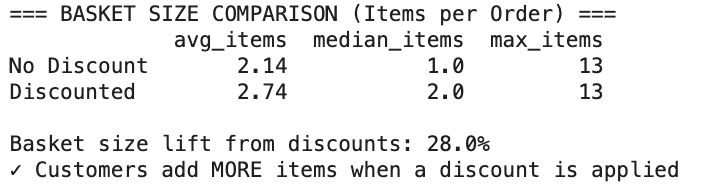 === BASKET SIZE COMPARISON (Items per Order) ===
avg_items median_items max_items
No Discount 2.14 1.0 13
Discounted 2.74 2.0 13
Basket size lift from discounts: 28.0%
✓ Customers add MORE items when a discount is applied